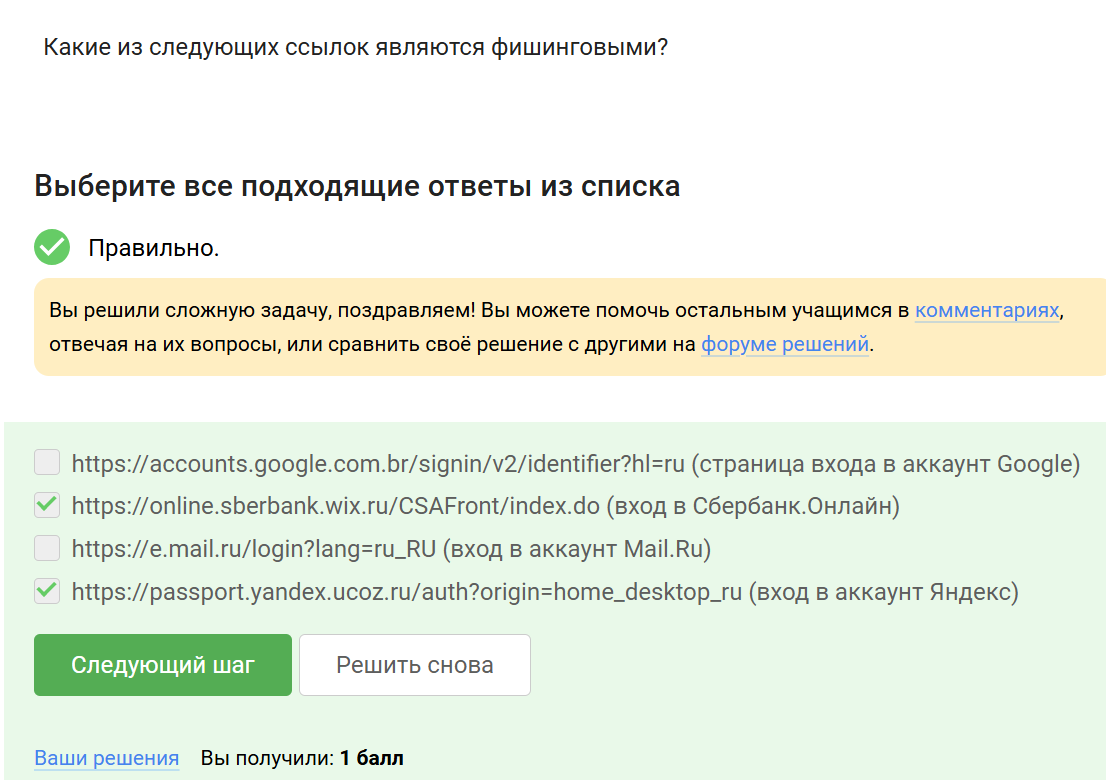 Какие из следующих ссылок являются фишинговыми?
Выберите все подходящие ответы из списка
Правильно.
Вы решили сложную задачу, поздравляем! Вы можете помочь остальным учащимся в комментариях,
отвечая на их вопросы, или сравнить своё решение с другими на форуме решений.
https://accounts.google.com.br/signin/v2/identifier?hl=ru (страница входа в аккаунт Google)
https://online.sberbank.wix.ru/CSAFront/index.do (вход в Сбербанк.Онлайн)
https://e.mail.ru/login?lang=ru_RU (вход в аккаунт Mail.Ru)
https://passport.yandex.ucoz.ru/auth?origin=home_desktop_ru (вход в аккаунт Яндекс)
Следующий шаг Решить снова
Ваши решения Вы получили: 1 балл